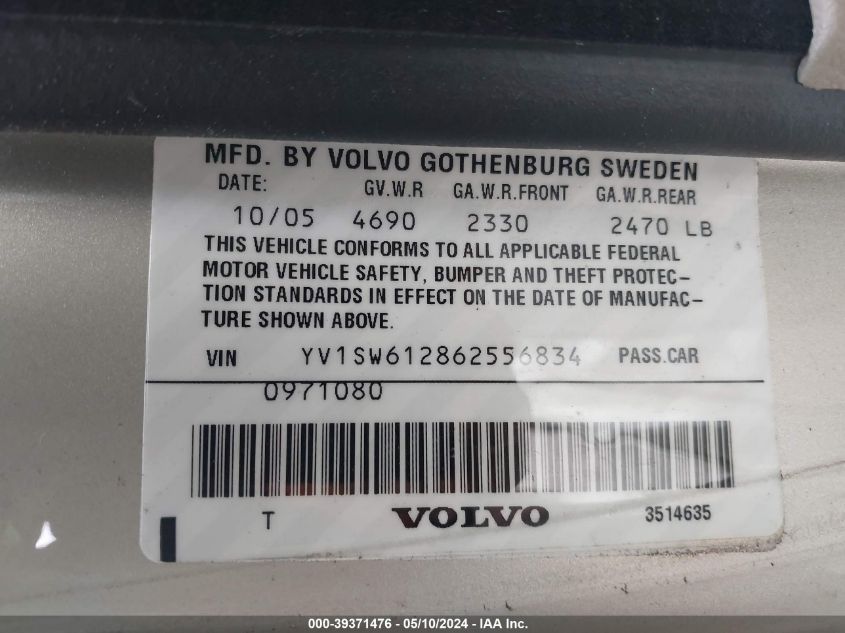 MFD. BY VOLVO GOTHENBURG SWEDEN
DATE: GV.W.R GA.W.R.FRONT GA.W.R.REAR
10/05 4690 2330 2470 LB
THIS VEHICLE CONFORMS TO ALL APPLICABLE FEDERAL
MOTOR VEHICLE SAFETY, BUMPER AND THEFT PROTEC-
TION STANDARDS IN EFFECT ON THE DATE OF MANUFAC-
TURE SHOWN ABOVE.
VIN YV1SW612862556834 PASS.CAR
0971080
T VOLVO 3514635
000-39371476 - 05/10/2024 - IAA Inc.